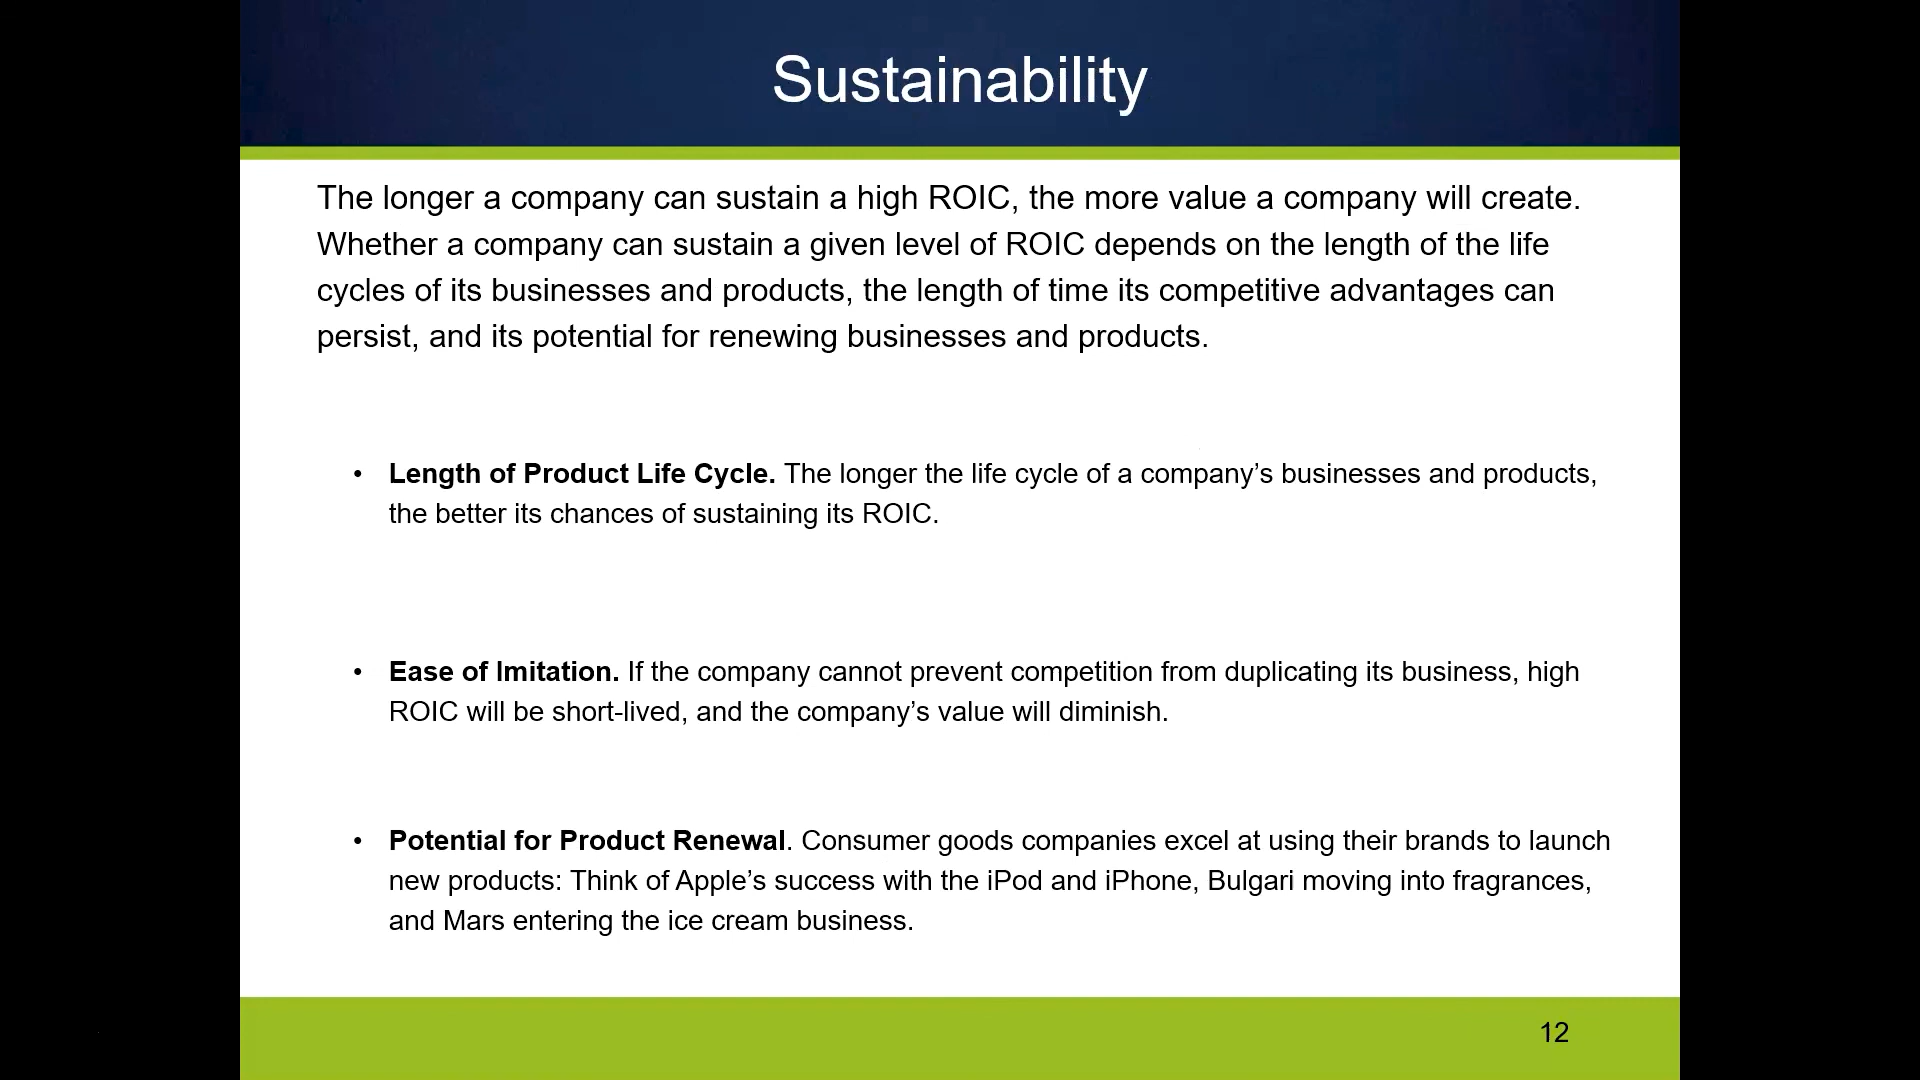 Sustainability
The longer a company can sustain a high ROIC, the more value a company will create.
Whether a company can sustain a given level of ROIC depends on the length of the life
cycles of its businesses and products, the length of time its competitive advantages can
persist, and its potential for renewing businesses and products.
• Length of Product Life Cycle. The longer the life cycle of a company’s businesses and products,
the better its chances of sustaining its ROIC.
• Ease of Imitation. If the company cannot prevent competition from duplicating its business, high
ROIC will be short-lived, and the company’s value will diminish.
• Potential for Product Renewal. Consumer goods companies excel at using their brands to launch
new products: Think of Apple’s success with the iPod and iPhone, Bulgari moving into fragrances,
and Mars entering the ice cream business.
12